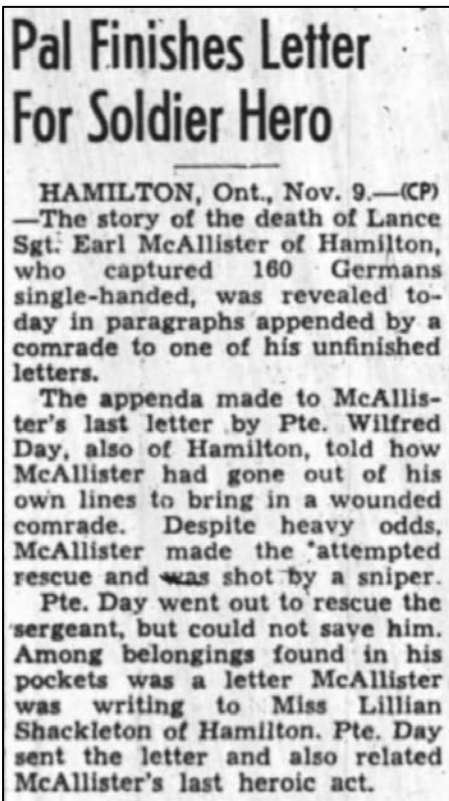 Pal Finishes Letter
For Soldier Hero
HAMILTON, Ont., Nov. 9.—(CP)
—The story of the death of Lance
Sgt. Earl McAllister of Hamilton,
who captured 160 Germans
single-handed, was revealed to-
day in paragraphs appended by a
comrade to one of his unfinished
letters.
The appenda made to McAllis-
ter's last letter by Pte. Wilfred
Day, also of Hamilton, told how
McAllister had gone out of his
own lines to bring in a wounded
comrade. Despite heavy odds,
McAllister made the attempted
rescue and was shot by a sniper.
Pte. Day went out to rescue the
sergeant, but could not save him.
Among belongings found in his
pockets was a letter McAllister
was writing to Miss Lillian
Shackleton of Hamilton. Pte. Day
sent the letter and also related
McAllister's last heroic act.